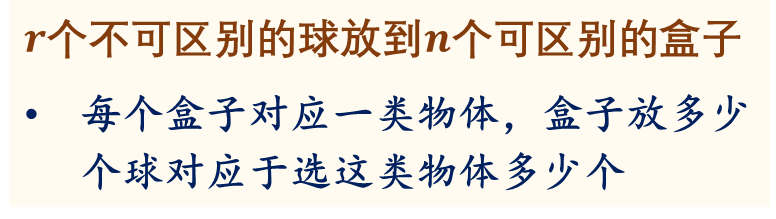 r个不可区别的球放到n个可区别的盒子
• 每个盒子对应一类物体，盒子放多少
个球对应于选这类物体多少个